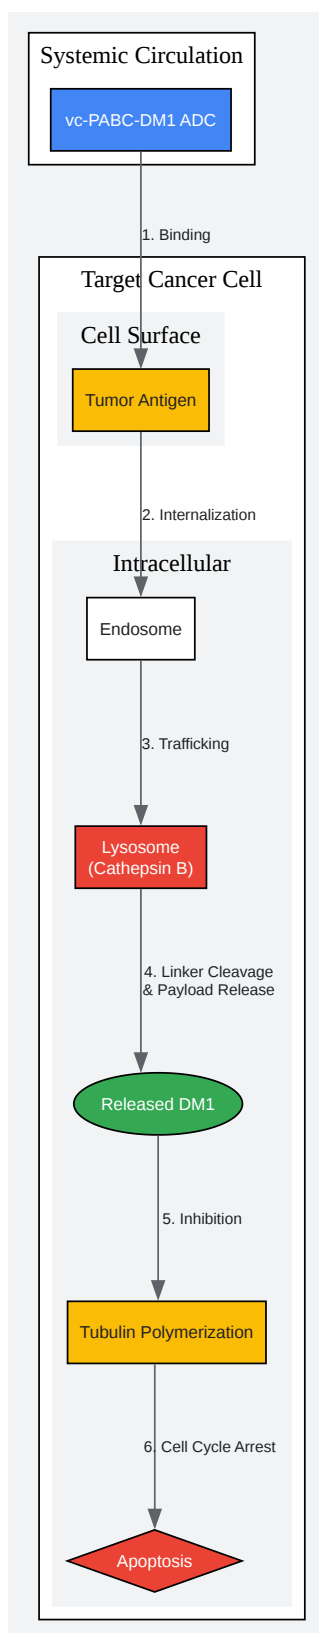 Systemic Circulation
vc-PABC-DM1 ADC
1. Binding
Target Cancer Cell
Cell Surface
Tumor Antigen
2. Internalization
Intracellular
Endosome
3. Trafficking
Lysosome
(Cathepsin B)
4. Linker Cleavage
& Payload Release
Released DM1
5. Inhibition
Tubulin Polymerization
6. Cell Cycle Arrest
Apoptosis